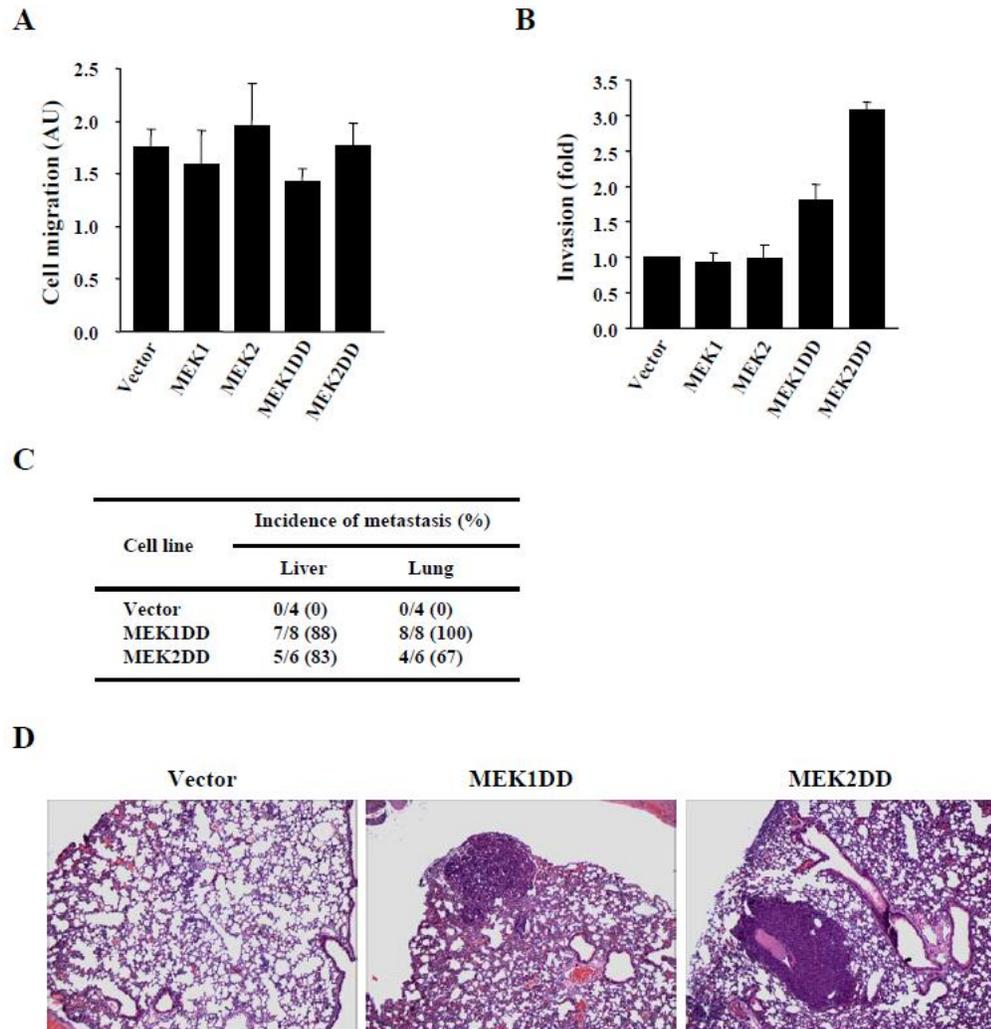 A
Cell migration (AU)
2.5
2.0
1.5
1.0
0.5
0.0
Vector
MEK1
MEK2
MEK1DD
MEK2DD
B
Invasion (fold)
3.5
3.0
2.5
2.0
1.5
1.0
0.5
0.0
Vector
MEK1
MEK2
MEK1DD
MEK2DD
C
Cell line
Incidence of metastasis (%)
Liver Lung
Vector 0/4 (0) 0/4 (0)
MEK1DD 7/8 (88) 8/8 (100)
MEK2DD 5/6 (83) 4/6 (67)
D
Vector MEK1DD MEK2DD